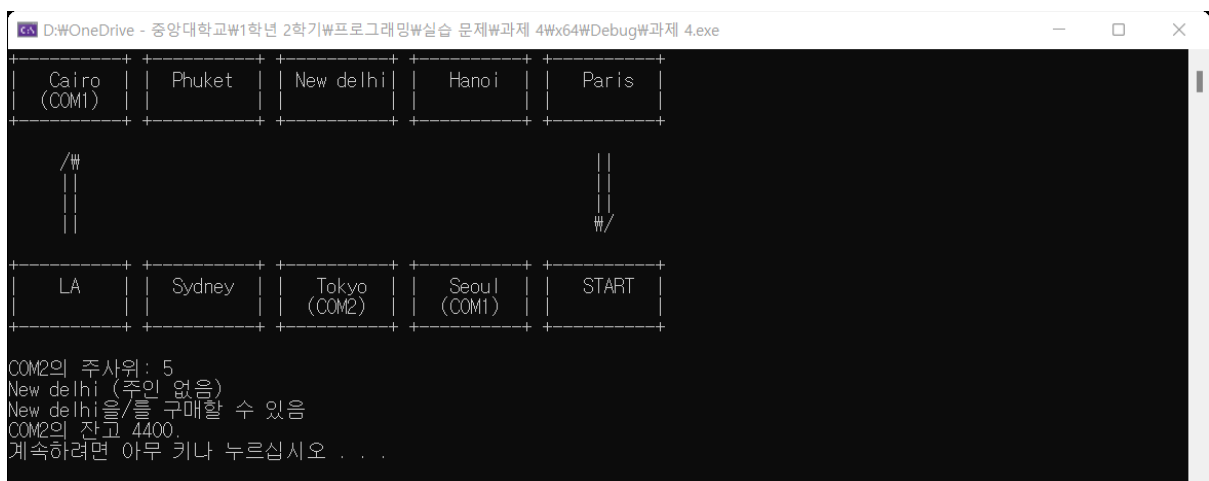 D:₩OneDrive - 중앙대학교₩1학년 2학기₩프로그래밍₩실습 문제₩과제 4₩x64₩Debug₩과제 4.exe
Cairo Phuket New delhi Hanoi Paris
(COM1)
/₩ ||
|| ||
|| ||
|| ₩/
LA Sydney Tokyo Seoul START
(COM2) (COM1)
COM2의 주사위: 5
New delhi (주인 없음)
New delhi을/를 구매할 수 있음
COM2의 잔고 4400.
계속하려면 아무 키나 누르십시오 . . .